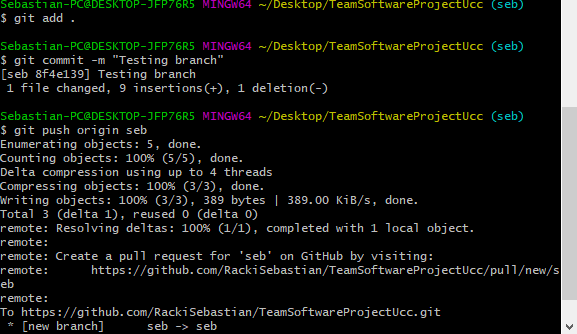 Sebastian-PC@DESKTOP-JFP76R5 MINGW64 ~/Desktop/TeamSoftwareProjectUcc (seb)
$ git add .
Sebastian-PC@DESKTOP-JFP76R5 MINGW64 ~/Desktop/TeamSoftwareProjectUcc (seb)
$ git commit -m "Testing branch"
[seb 8f4e139] Testing branch
 1 file changed, 9 insertions(+), 1 deletion(-)
Sebastian-PC@DESKTOP-JFP76R5 MINGW64 ~/Desktop/TeamSoftwareProjectUcc (seb)
$ git push origin seb
Enumerating objects: 5, done.
Counting objects: 100% (5/5), done.
Delta compression using up to 4 threads
Compressing objects: 100% (3/3), done.
Writing objects: 100% (3/3), 389 bytes | 389.00 KiB/s, done.
Total 3 (delta 1), reused 0 (delta 0)
remote: Resolving deltas: 100% (1/1), completed with 1 local object.
remote:
remote: Create a pull request for 'seb' on GitHub by visiting:
remote:      https://github.com/RackiSebastian/TeamSoftwareProjectUcc/pull/new/s
eb
remote:
To https://github.com/RackiSebastian/TeamSoftwareProjectUcc.git
 * [new branch]      seb -> seb